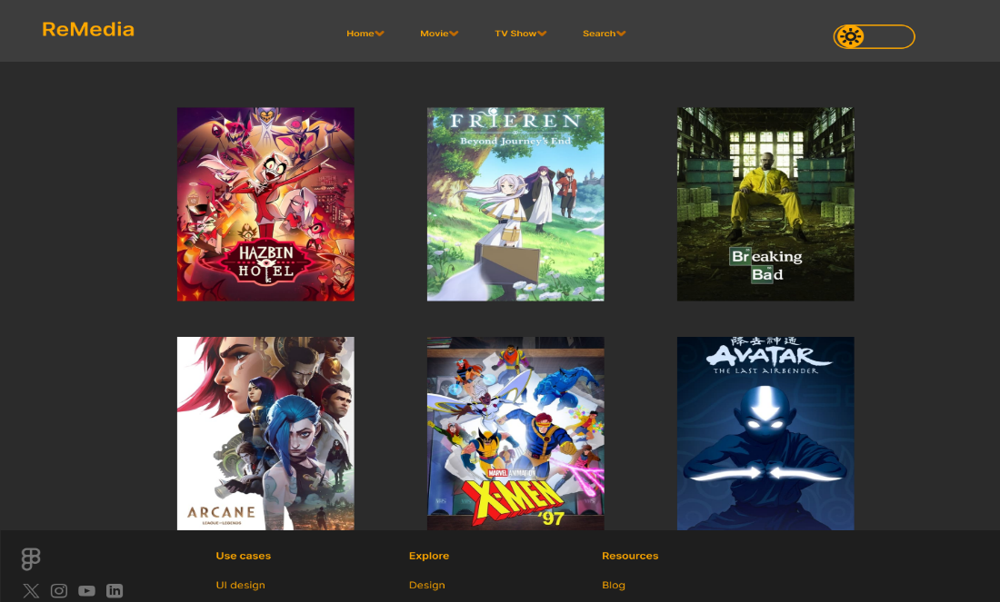 ReMedia
Home
Movie
TV Show
Search
FRIEREN
Beyond Journey's End
HAZBIN
HOTEL
Breaking
Bad
降去神通
AVATAR
THE LAST AIRBENDER
ARCANE
LEAGUE OF LEGENDS
MARVEL ANIMATION
X-MEN
'97
Use cases
Explore
Resources
UI design
Design
Blog